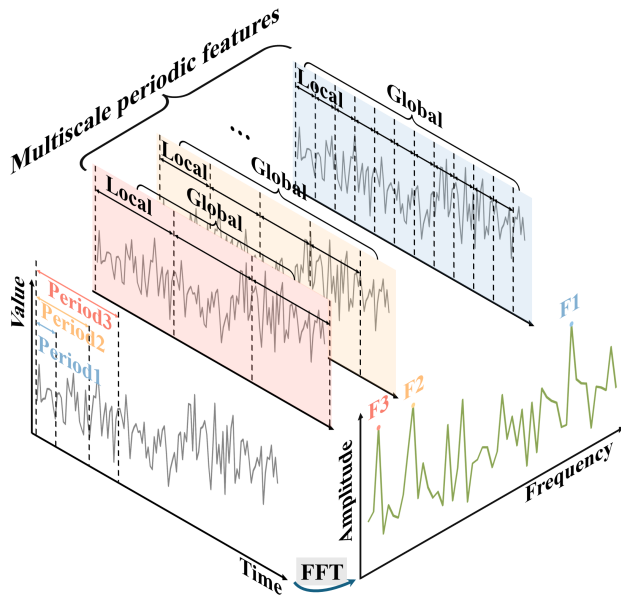 Multiscale periodic features
...
Local
Global
Local
Global
Local
Global
Value
Period3
Period2
Period1
Time
FFT
Amplitude
Frequency
F3
F2
F1